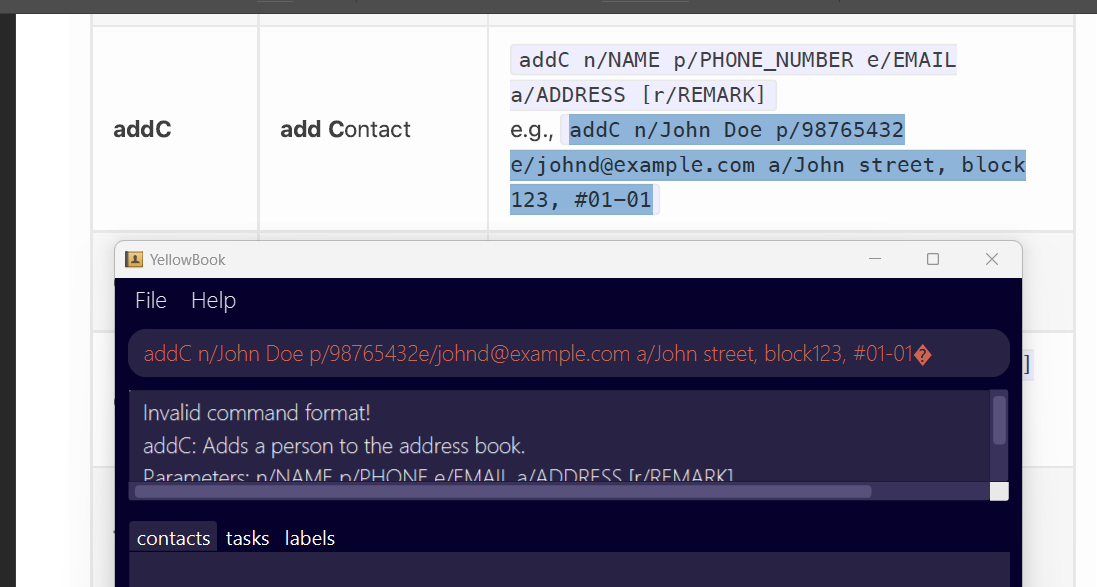 addC
add Contact
addC n/NAME p/PHONE_NUMBER e/EMAIL
a/ADDRESS [r/REMARK]
e.g., addC n/John Doe p/98765432
e/johnd@example.com a/John street, block
123, #01-01
YellowBook
File Help
addC n/John Doe p/98765432e/johnd@example.com a/John street, block123, #01-01�
]
Invalid command format!
addC: Adds a person to the address book.
Parameters: n/NAME p/PHONE e/EMAIL a/ADDRESS [r/REMARK]
contacts tasks labels